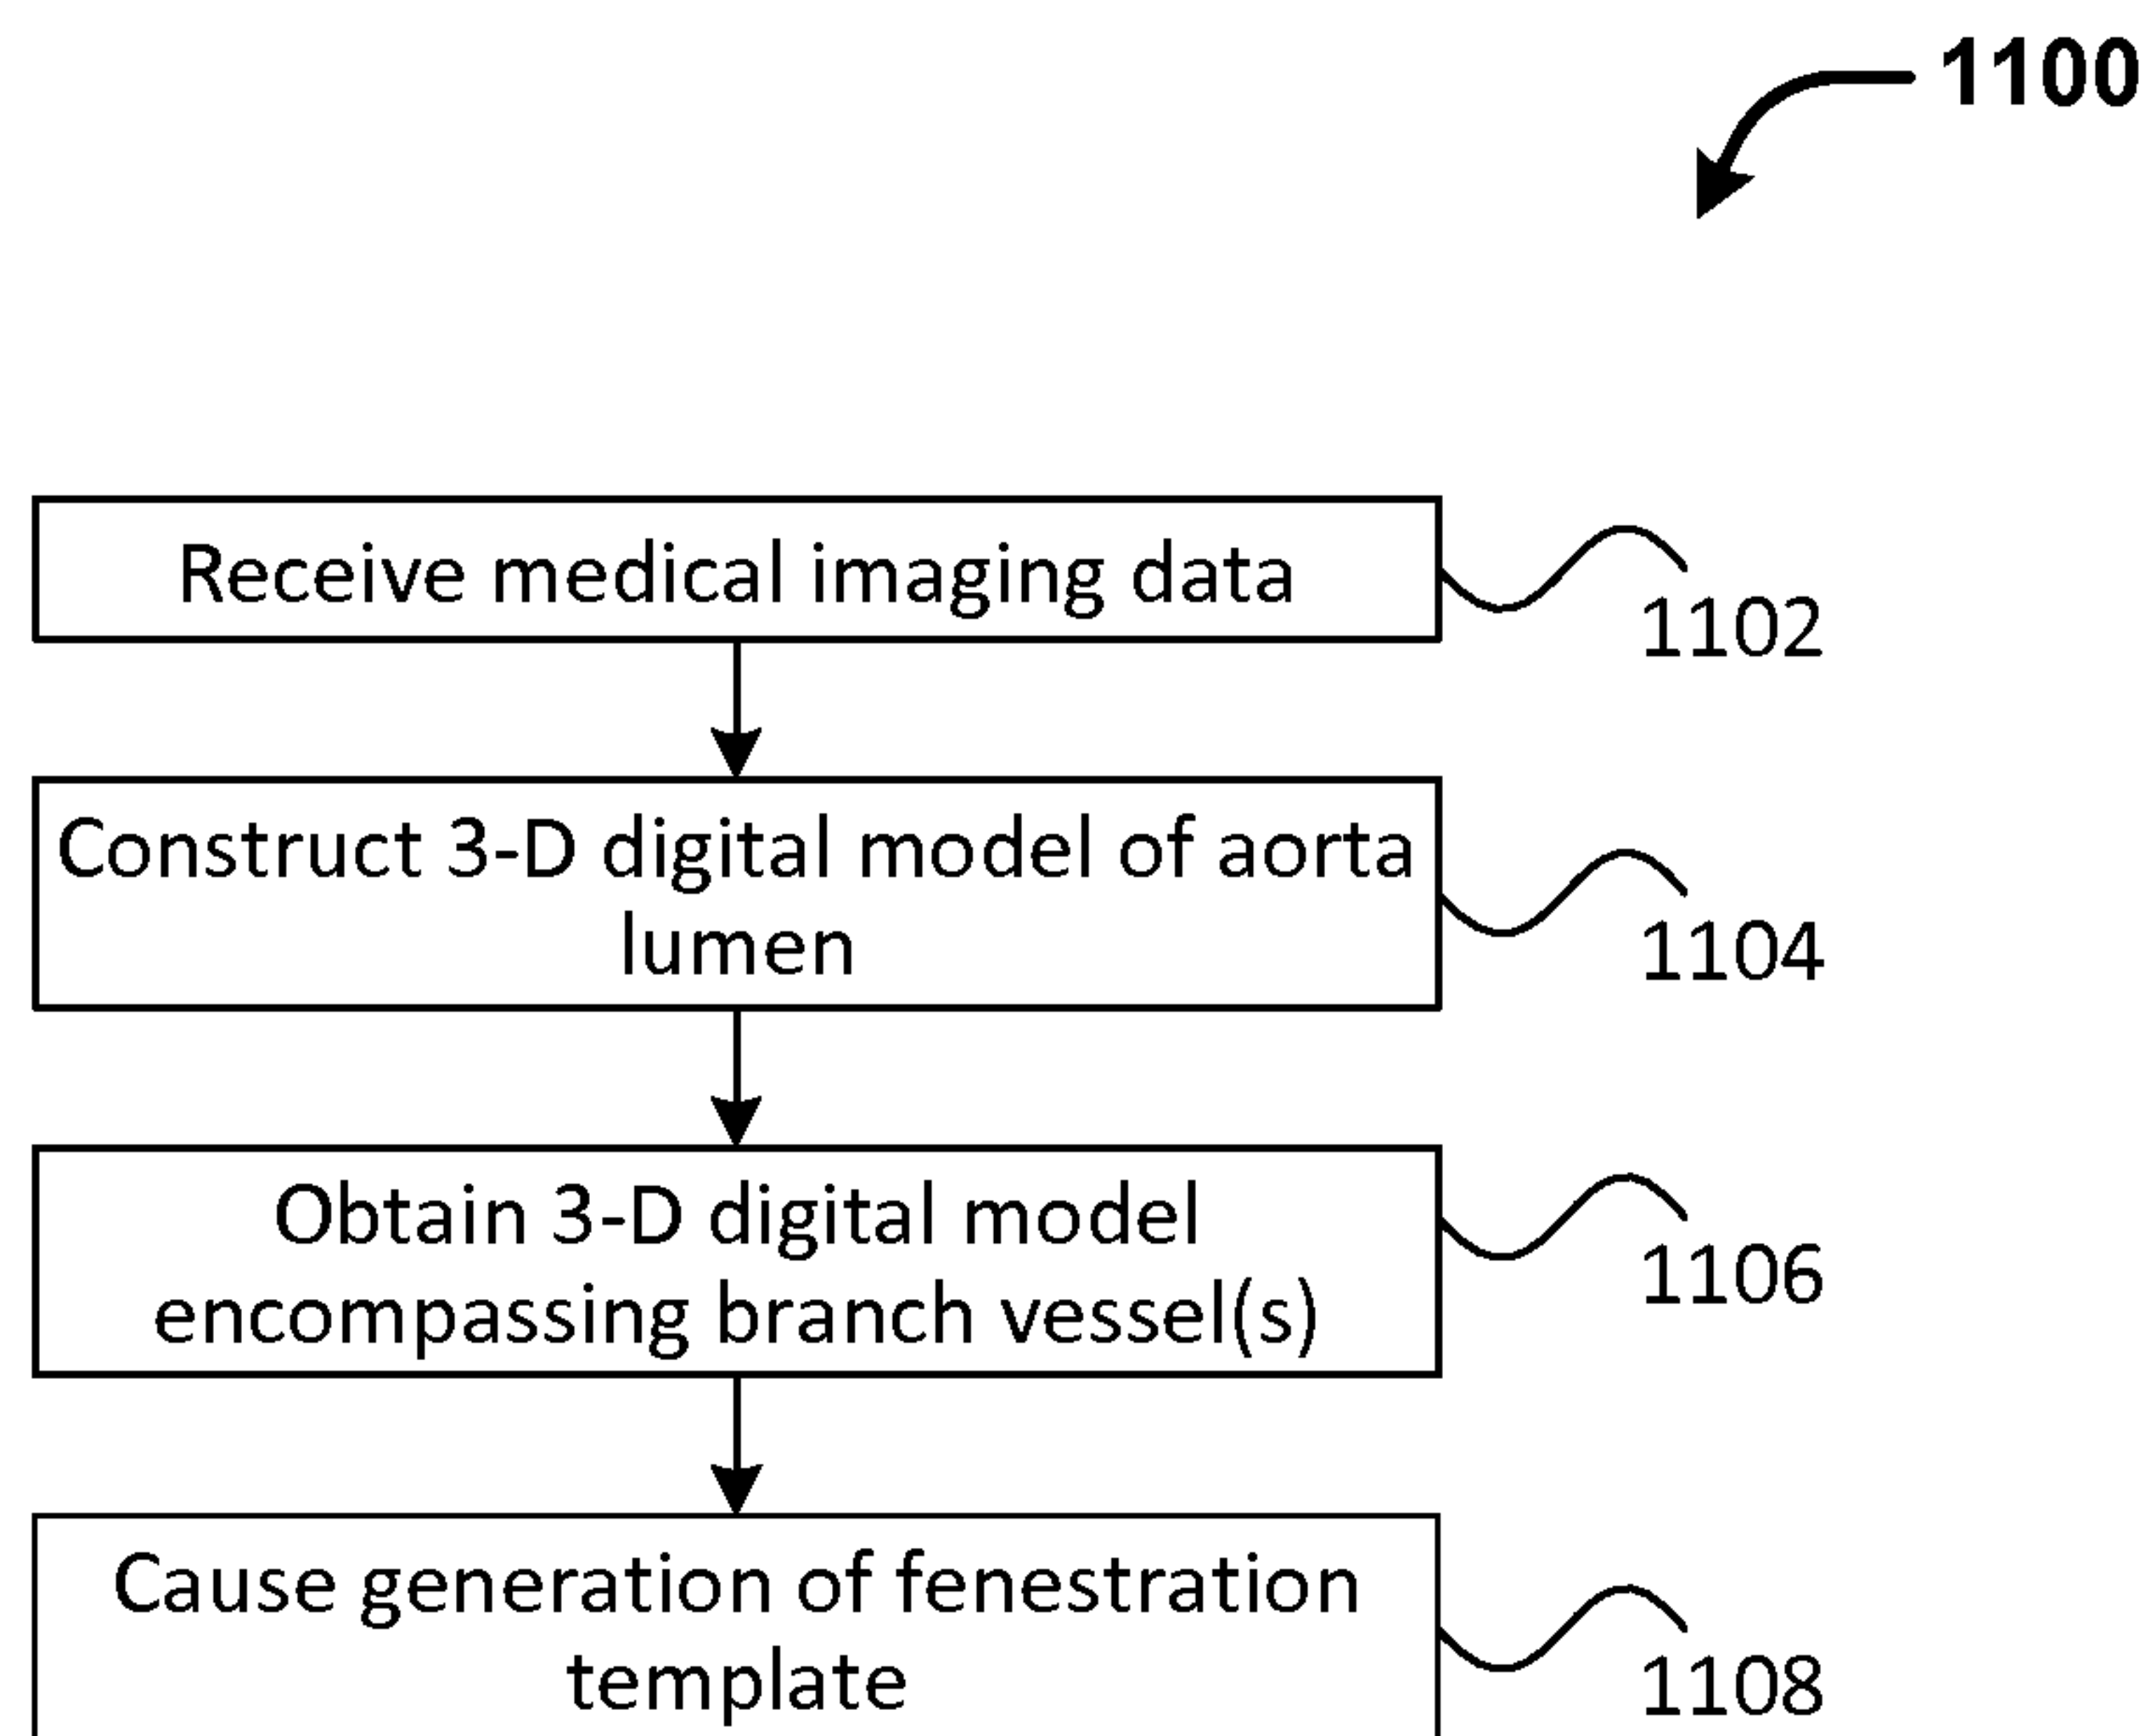 1100
Receive medical imaging data
1102
Construct 3-D digital model of aorta
lumen
1104
Obtain 3-D digital model
encompassing branch vessel(s)
1106
Cause generation of fenestration
template
1108